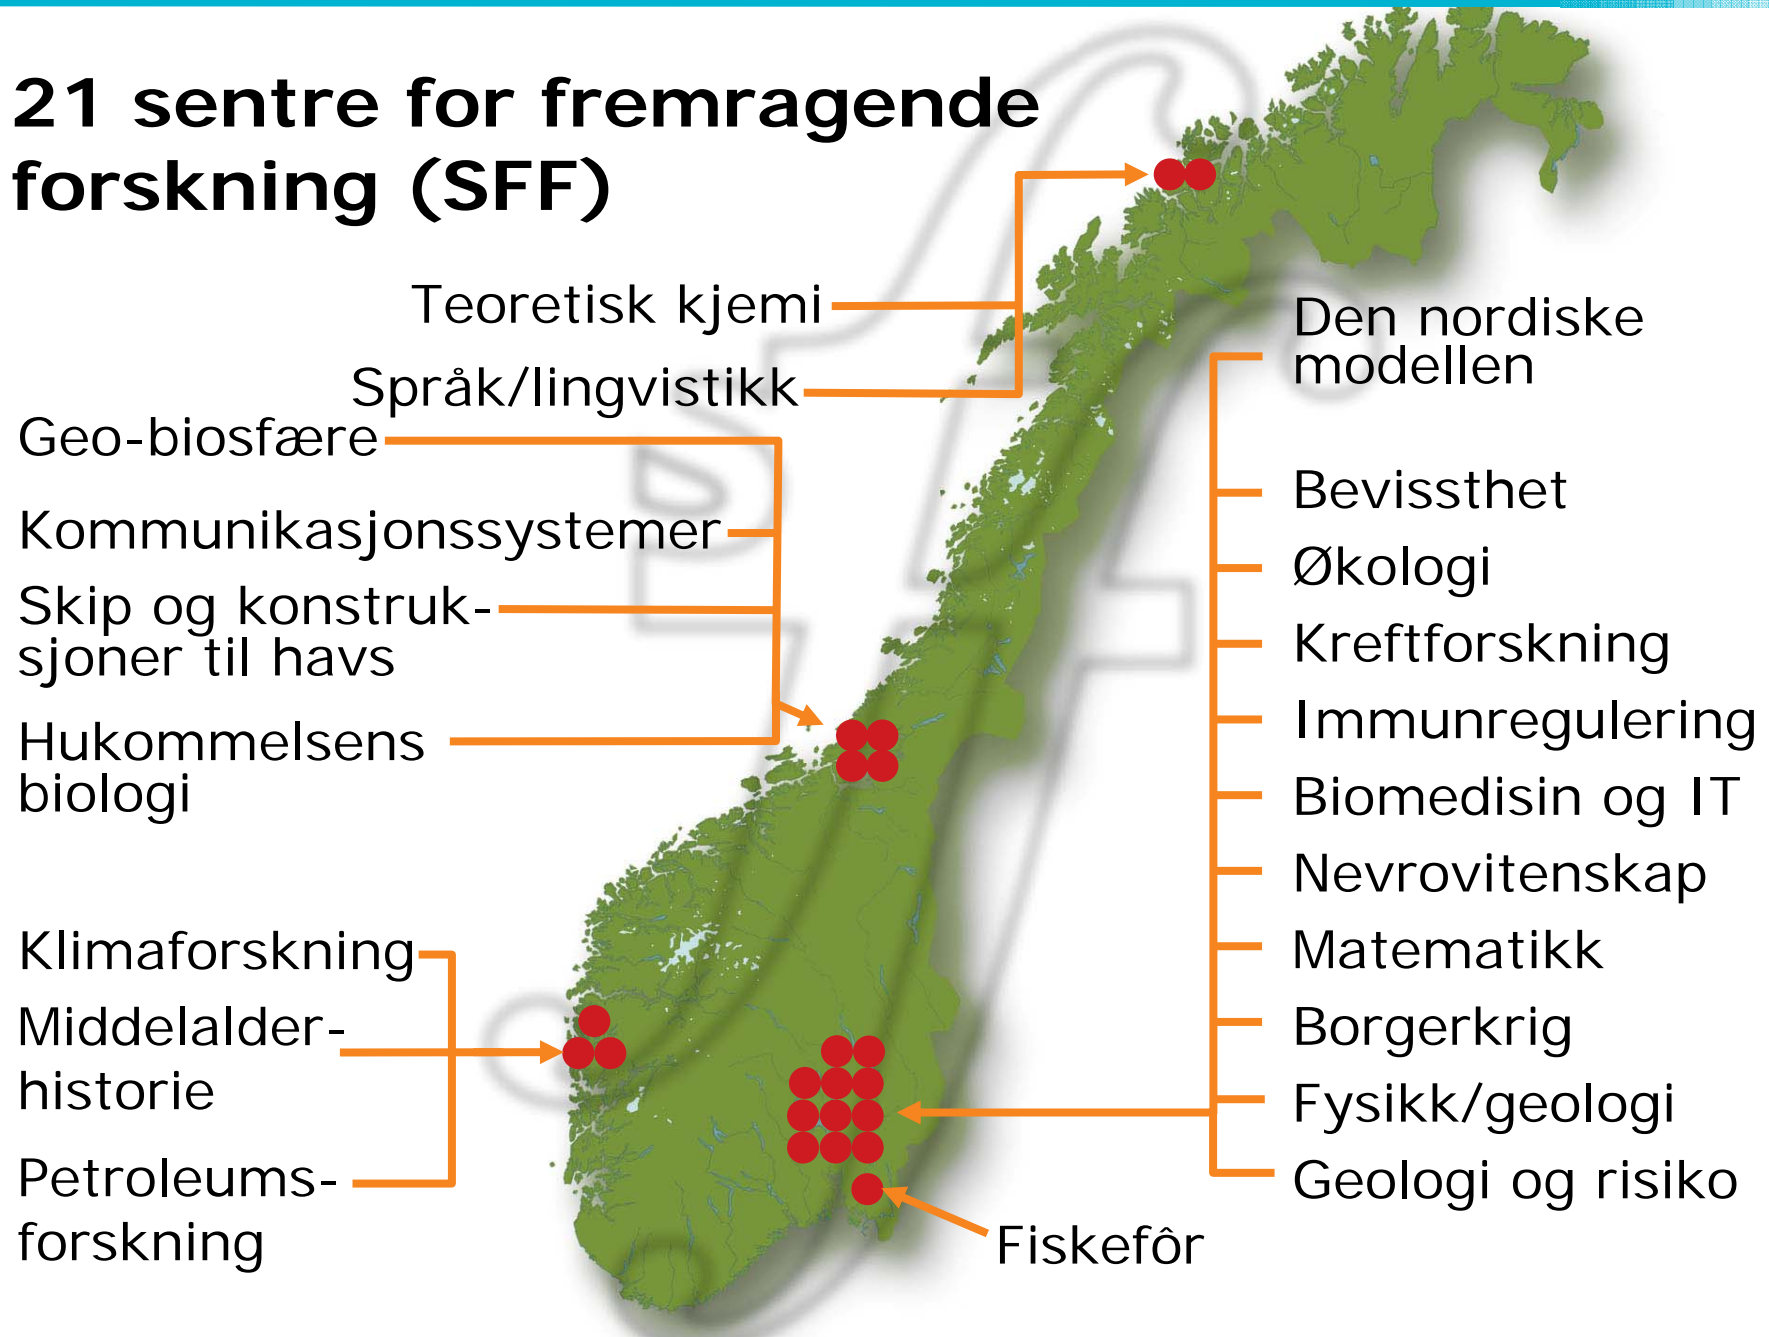 21 sentre for fremragende
forskning (SFF)
Teoretisk kjemi
Språk/lingvistikk
Geo-biosfære
Kommunikasjonssystemer
Skip og konstruk-
sjoner til havs
Hukommelsens
biologi
Klimaforskning
Middelalder-
historie
Petroleums-
forskning
Den nordiske
modellen
Bevissthet
Økologi
Kreftforskning
Immunregulering
Biomedisin og IT
Nevrovitenskap
Matematikk
Borgerkrig
Fysikk/geologi
Geologi og risiko
Fiskefôr